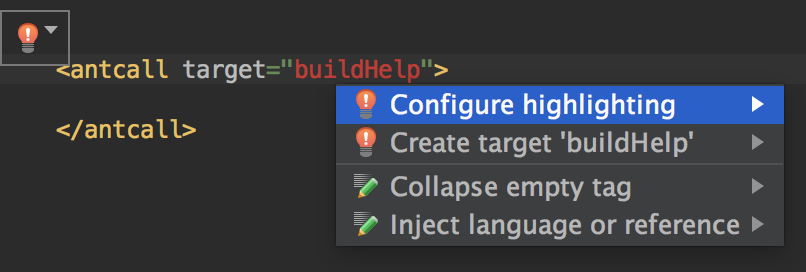 <antcall target="buildHelp">
Configure highlighting
Create target 'buildHelp'
</antcall>
Collapse empty tag
Inject language or reference